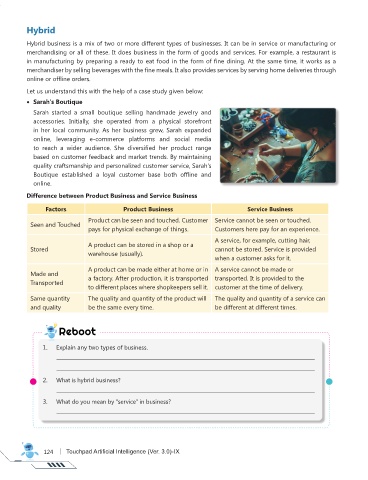 Hybrid
Hybrid business is a mix of two or more different types of businesses. It can be in service or manufacturing or
merchandising or all of these. It does business in the form of goods and services. For example, a restaurant is
in manufacturing by preparing a ready to eat food in the form of fine dining. At the same time, it works as a
merchandiser by selling beverages with the fine meals. It also provides services by serving home deliveries through
online or offline orders.
Let us understand this with the help of a case study given below:
• Sarah's Boutique
Sarah started a small boutique selling handmade jewelry and
accessories. Initially, she operated from a physical storefront
in her local community. As her business grew, Sarah expanded
online, leveraging e-commerce platforms and social media
to reach a wider audience. She diversified her product range
based on customer feedback and market trends. By maintaining
quality craftsmanship and personalized customer service, Sarah's
Boutique established a loyal customer base both offline and
online.
Difference between Product Business and Service Business
Factors Product Business Service Business
Seen and Touched
Product can be seen and touched. Customer
pays for physical exchange of things.
Service cannot be seen or touched.
Customers here pay for an experience.
Stored
A product can be stored in a shop or a
warehouse (usually).
A service, for example, cutting hair,
cannot be stored. Service is provided
when a customer asks for it.
Made and
Transported
A product can be made either at home or in
a factory. After production, it is transported
to different places where shopkeepers sell it.
A service cannot be made or
transported. It is provided to the
customer at the time of delivery.
Same quantity
and quality
The quality and quantity of the product will
be the same every time.
The quality and quantity of a service can
be different at different times.
Reboot
1. Explain any two types of business.
2. What is hybrid business?
3. What do you mean by "service" in business?
124 | Touchpad Artificial Intelligence (Ver. 3.0)-IX